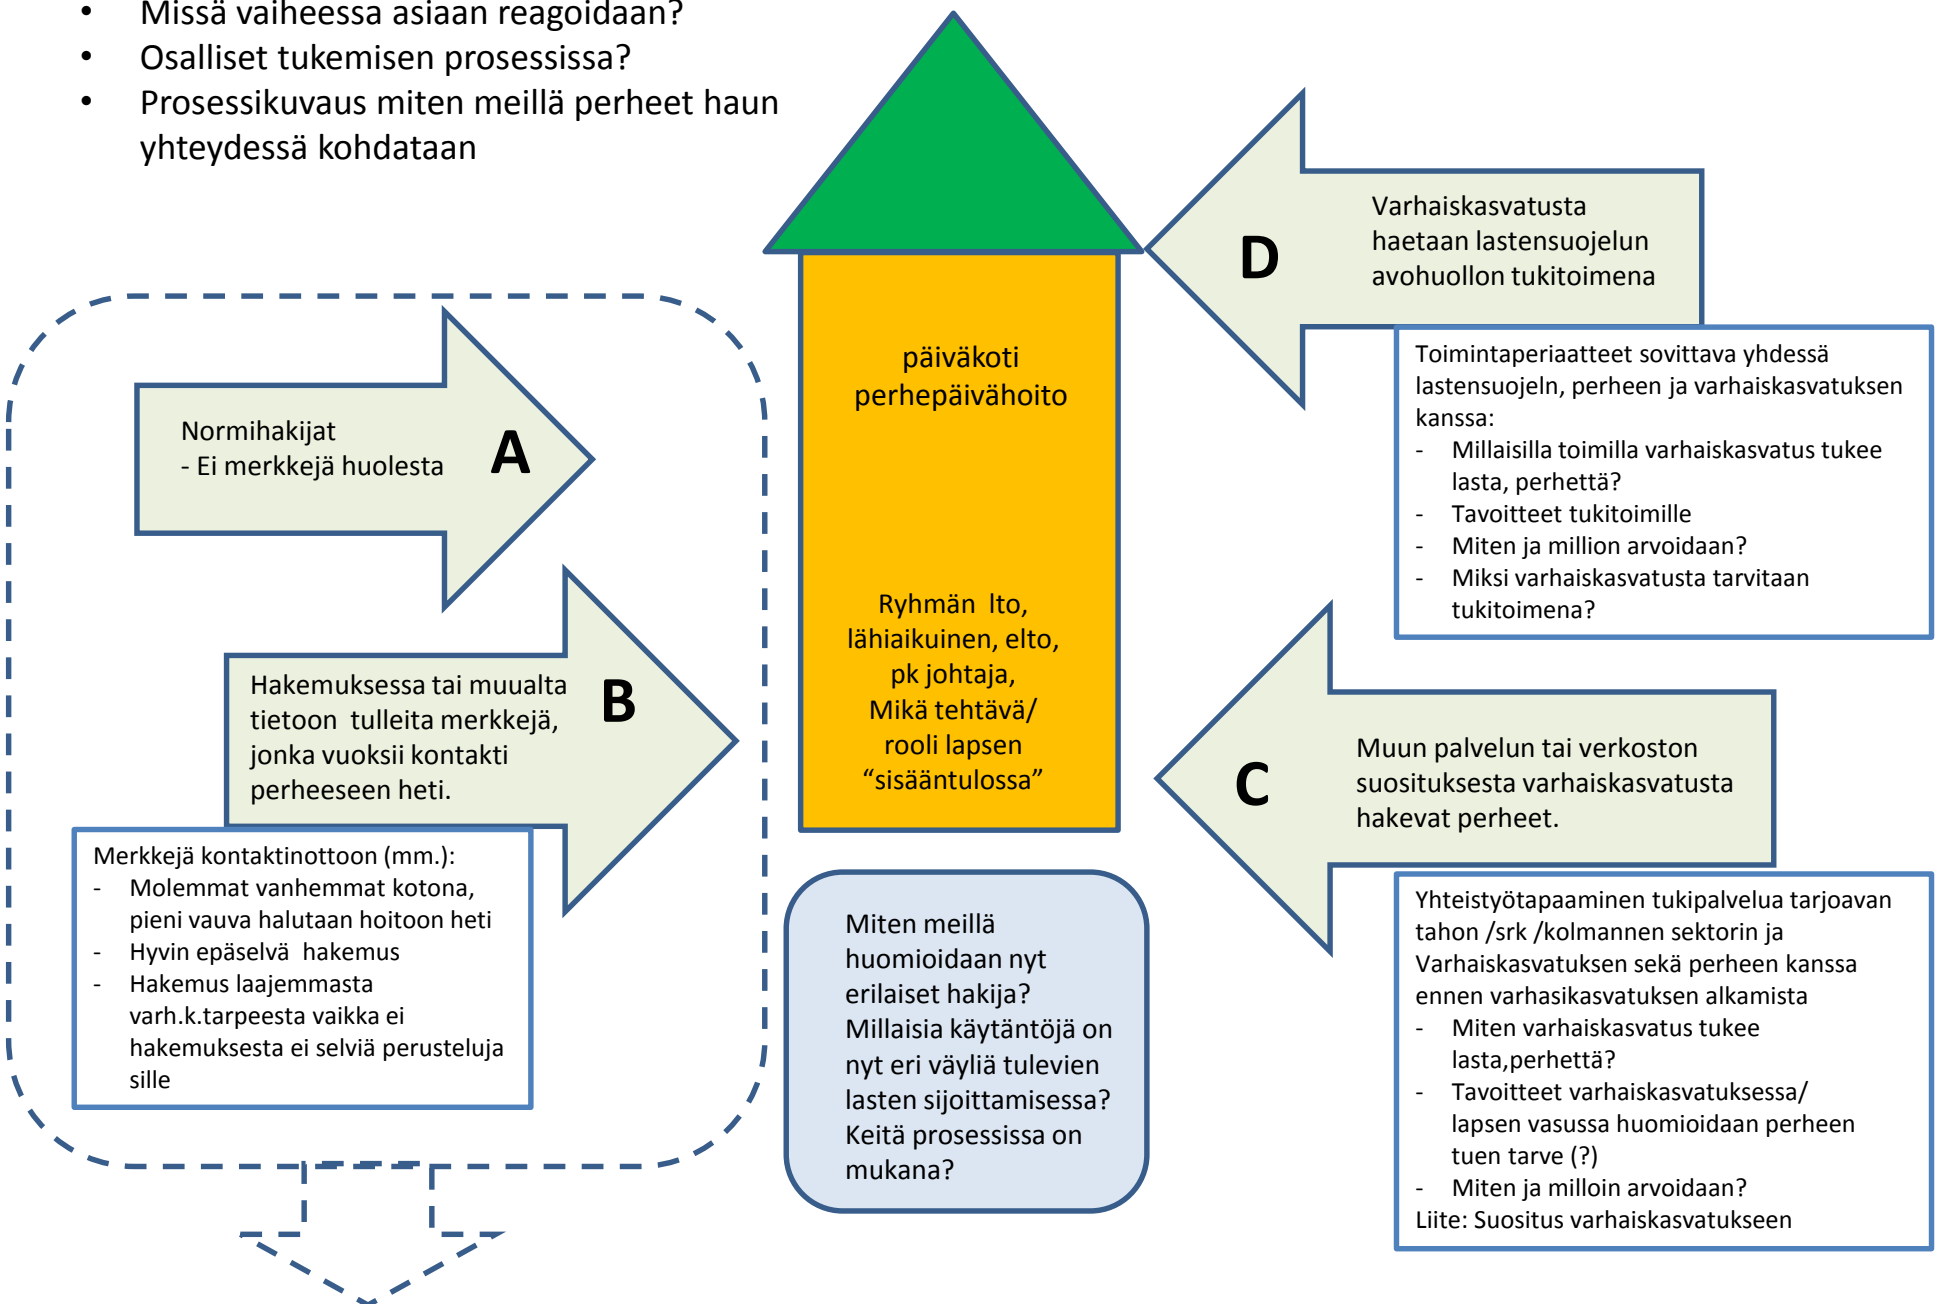 • Missä vaiheessa asiaan reagoidaan?
• Osalliset tukemisen prosessissa?
• Prosessikuvaus miten meillä perheet haun
yhteydessä kohdataan
Normihakijat
- Ei merkkejä huolesta
A
Hakemuksessa tai muualta
tietoon tulleita merkkejä,
jonka vuoksii kontakti
perheeseen heti.
B
Merkkejä kontaktinottoon (mm.):
- Molemmat vanhemmat kotona,
pieni vauva halutaan hoitoon heti
- Hyvin epäselvä hakemus
- Hakemus laajemmasta
varh.k.tarpeesta vaikka ei
hakemuksesta ei selviä perusteluja
sille
päiväkoti
perhepäivähoito
Ryhmän lto,
lähiaikuinen, elto,
pk johtaja,
Mikä tehtävä/
rooli lapsen
“sisääntulossa”
Miten meillä
huomioidaan nyt
erilaiset hakija?
Millaisia käytäntöjä on
nyt eri väyliä tulevien
lasten sijoittamisessa?
Keitä prosessissa on
mukana?
D
Varhaiskasvatusta
haetaan lastensuojelun
avohuollon tukitoimena
Toimintaperiaatteet sovittava yhdessä
lastensuojeln, perheen ja varhaiskasvatuksen
kanssa:
- Millaisilla toimilla varhaiskasvatus tukee
lasta, perhettä?
- Tavoitteet tukitoimille
- Miten ja million arvoidaan?
- Miksi varhaiskasvatusta tarvitaan
tukitoimena?
C
Muun palvelun tai verkoston
suosituksesta varhaiskasvatusta
hakevat perheet.
Yhteistyötapaaminen tukipalvelua tarjoavan
tahon /srk /kolmannen sektorin ja
Varhaiskasvatuksen sekä perheen kanssa
ennen varhasikasvatuksen alkamista
- Miten varhaiskasvatus tukee
lasta,perhettä?
- Tavoitteet varhaiskasvatuksessa/
lapsen vasussa huomioidaan perheen
tuen tarve (?)
- Miten ja milloin arvoidaan?
Liite: Suositus varhaiskasvatukseen